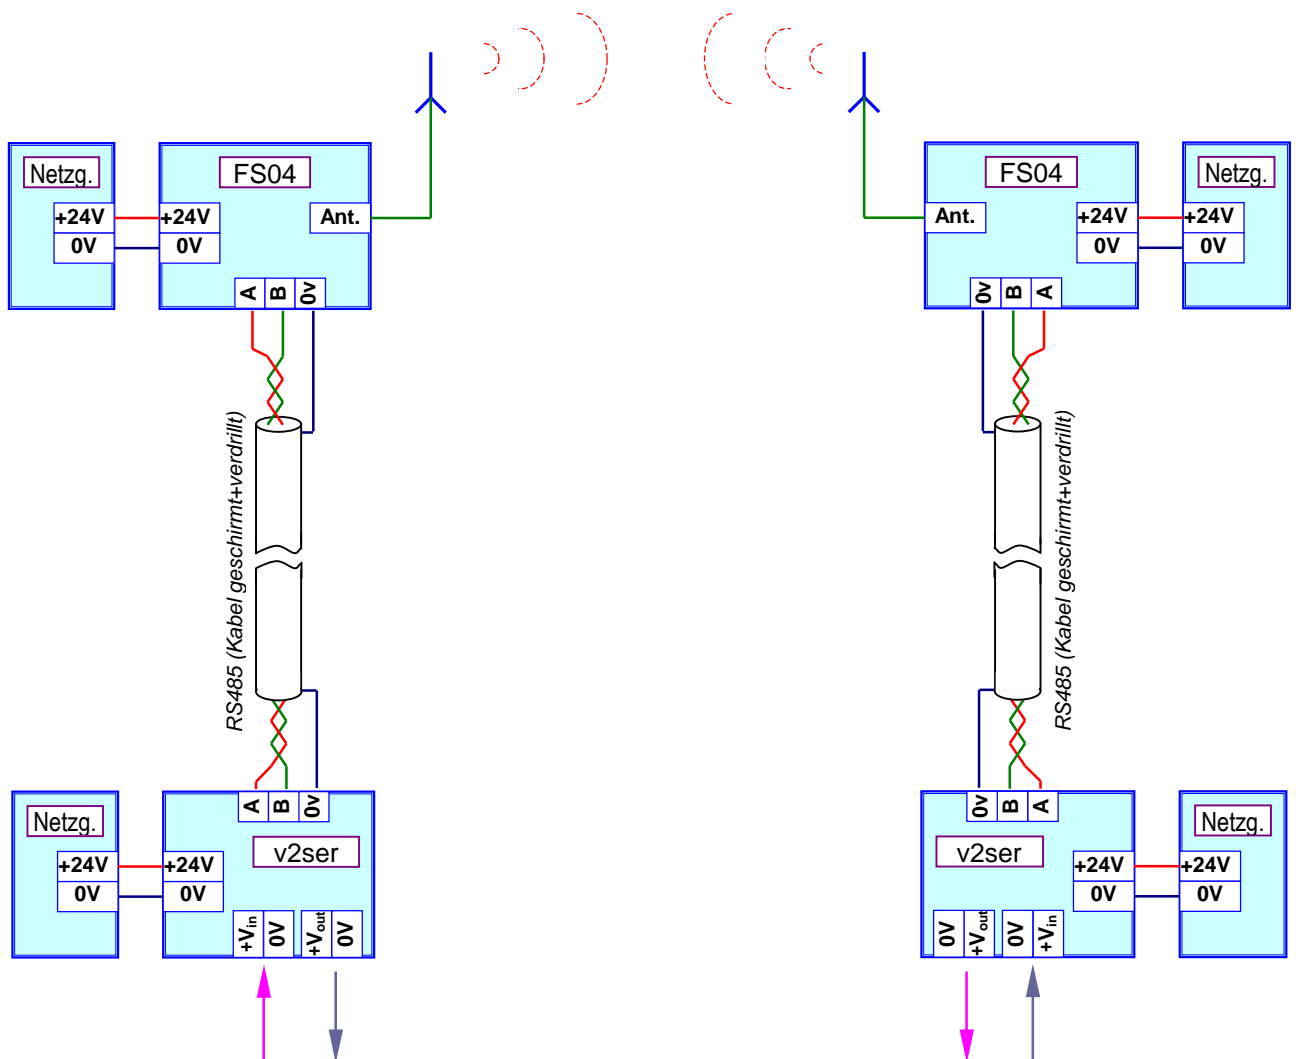 Netzg.
+24V
0V
FS04
+24V
0V
Ant.
A
B
0v
FS04
Ant.
+24V
0V
0v
B
A
Netzg.
+24V
0V
RS485 (Kabel geschirmt+verdrillt)
RS485 (Kabel geschirmt+verdrillt)
Netzg.
+24V
0V
A
B
0v
v2ser
+24V
0V
+Vin
0V
+Vout
0V
0v
B
A
v2ser
+24V
0V
0V
+Vout
0V
+Vin
Netzg.
+24V
0V